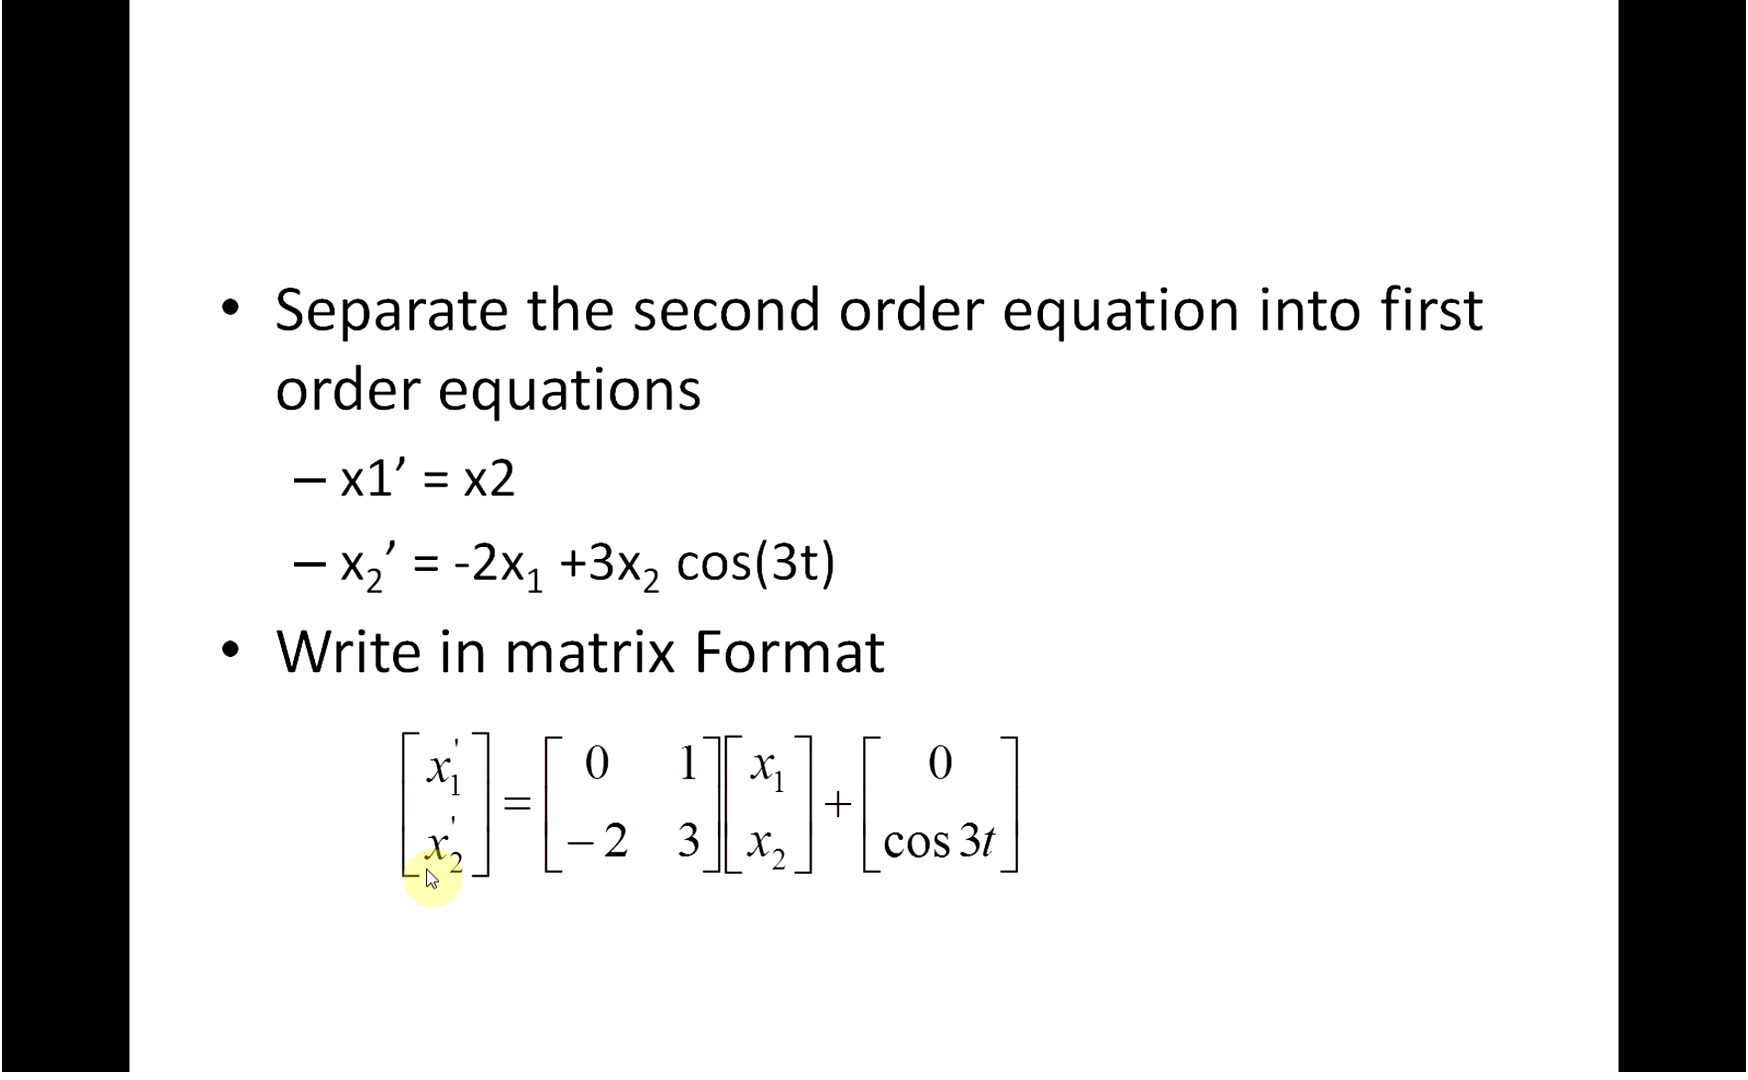 • Separate the second order equation into first
order equations
– x1’ = x2
– x₂’ = -2x₁ +3x₂ cos(3t)
• Write in matrix Format
[x₁' x₂'] = [0 1 −2 3][x₁ x₂] + [0 cos 3t]